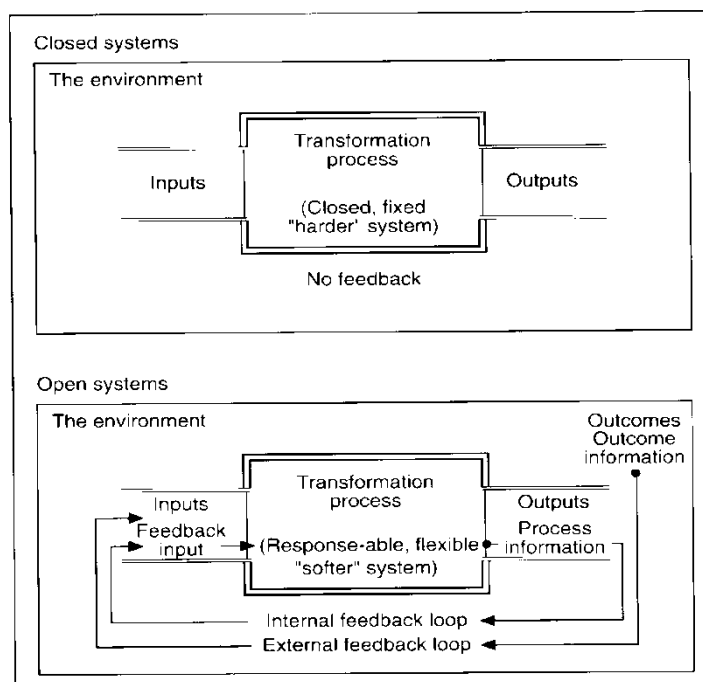 Closed systems
The environment
Transformation
process
Inputs
Outputs
(Closed, fixed
"harder' system)
No feedback
Open systems
The environment
Outcomes
Outcome
information
Transformation
process
Inputs
Outputs
Feedback
input
(Response-able, flexible
"softer" system)
Process
information
Internal feedback loop
External feedback loop